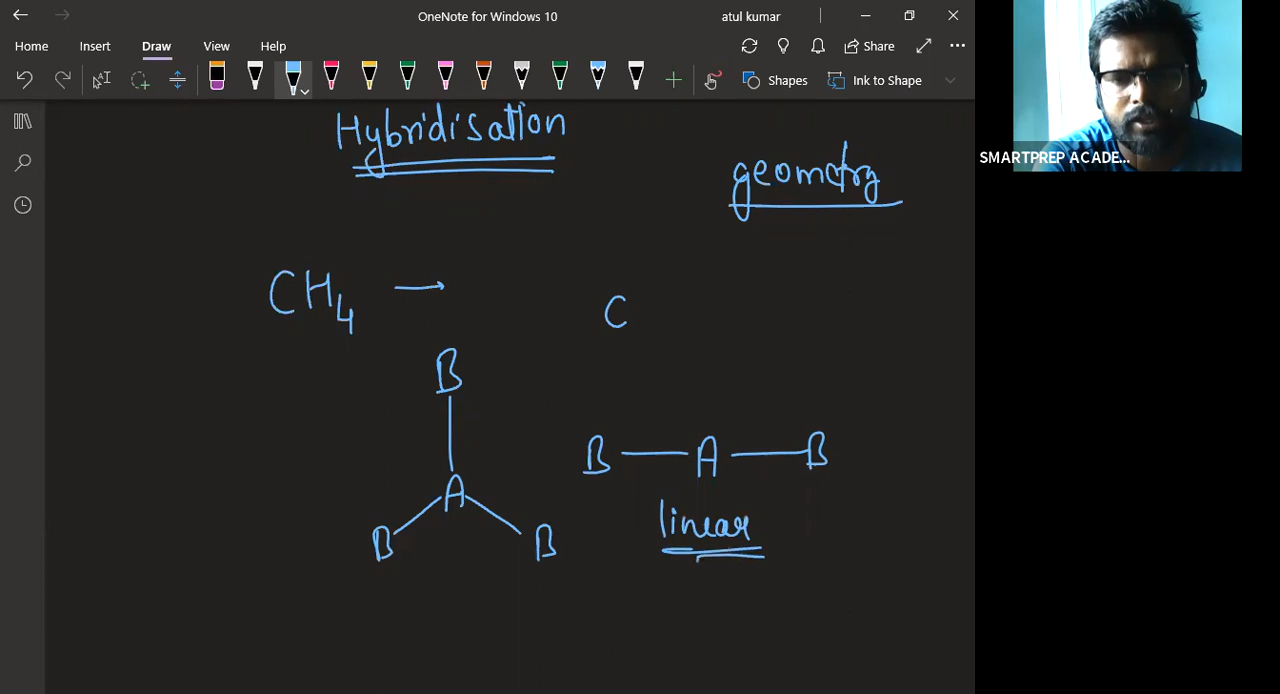 OneNote for Windows 10
atul kumar
Home Insert Draw View Help
Share
Shapes
Ink to Shape
Hybridisation
geometry
SMARTPREP ACADE...
CH4 → C
B
B — A — B
A
B B
linear